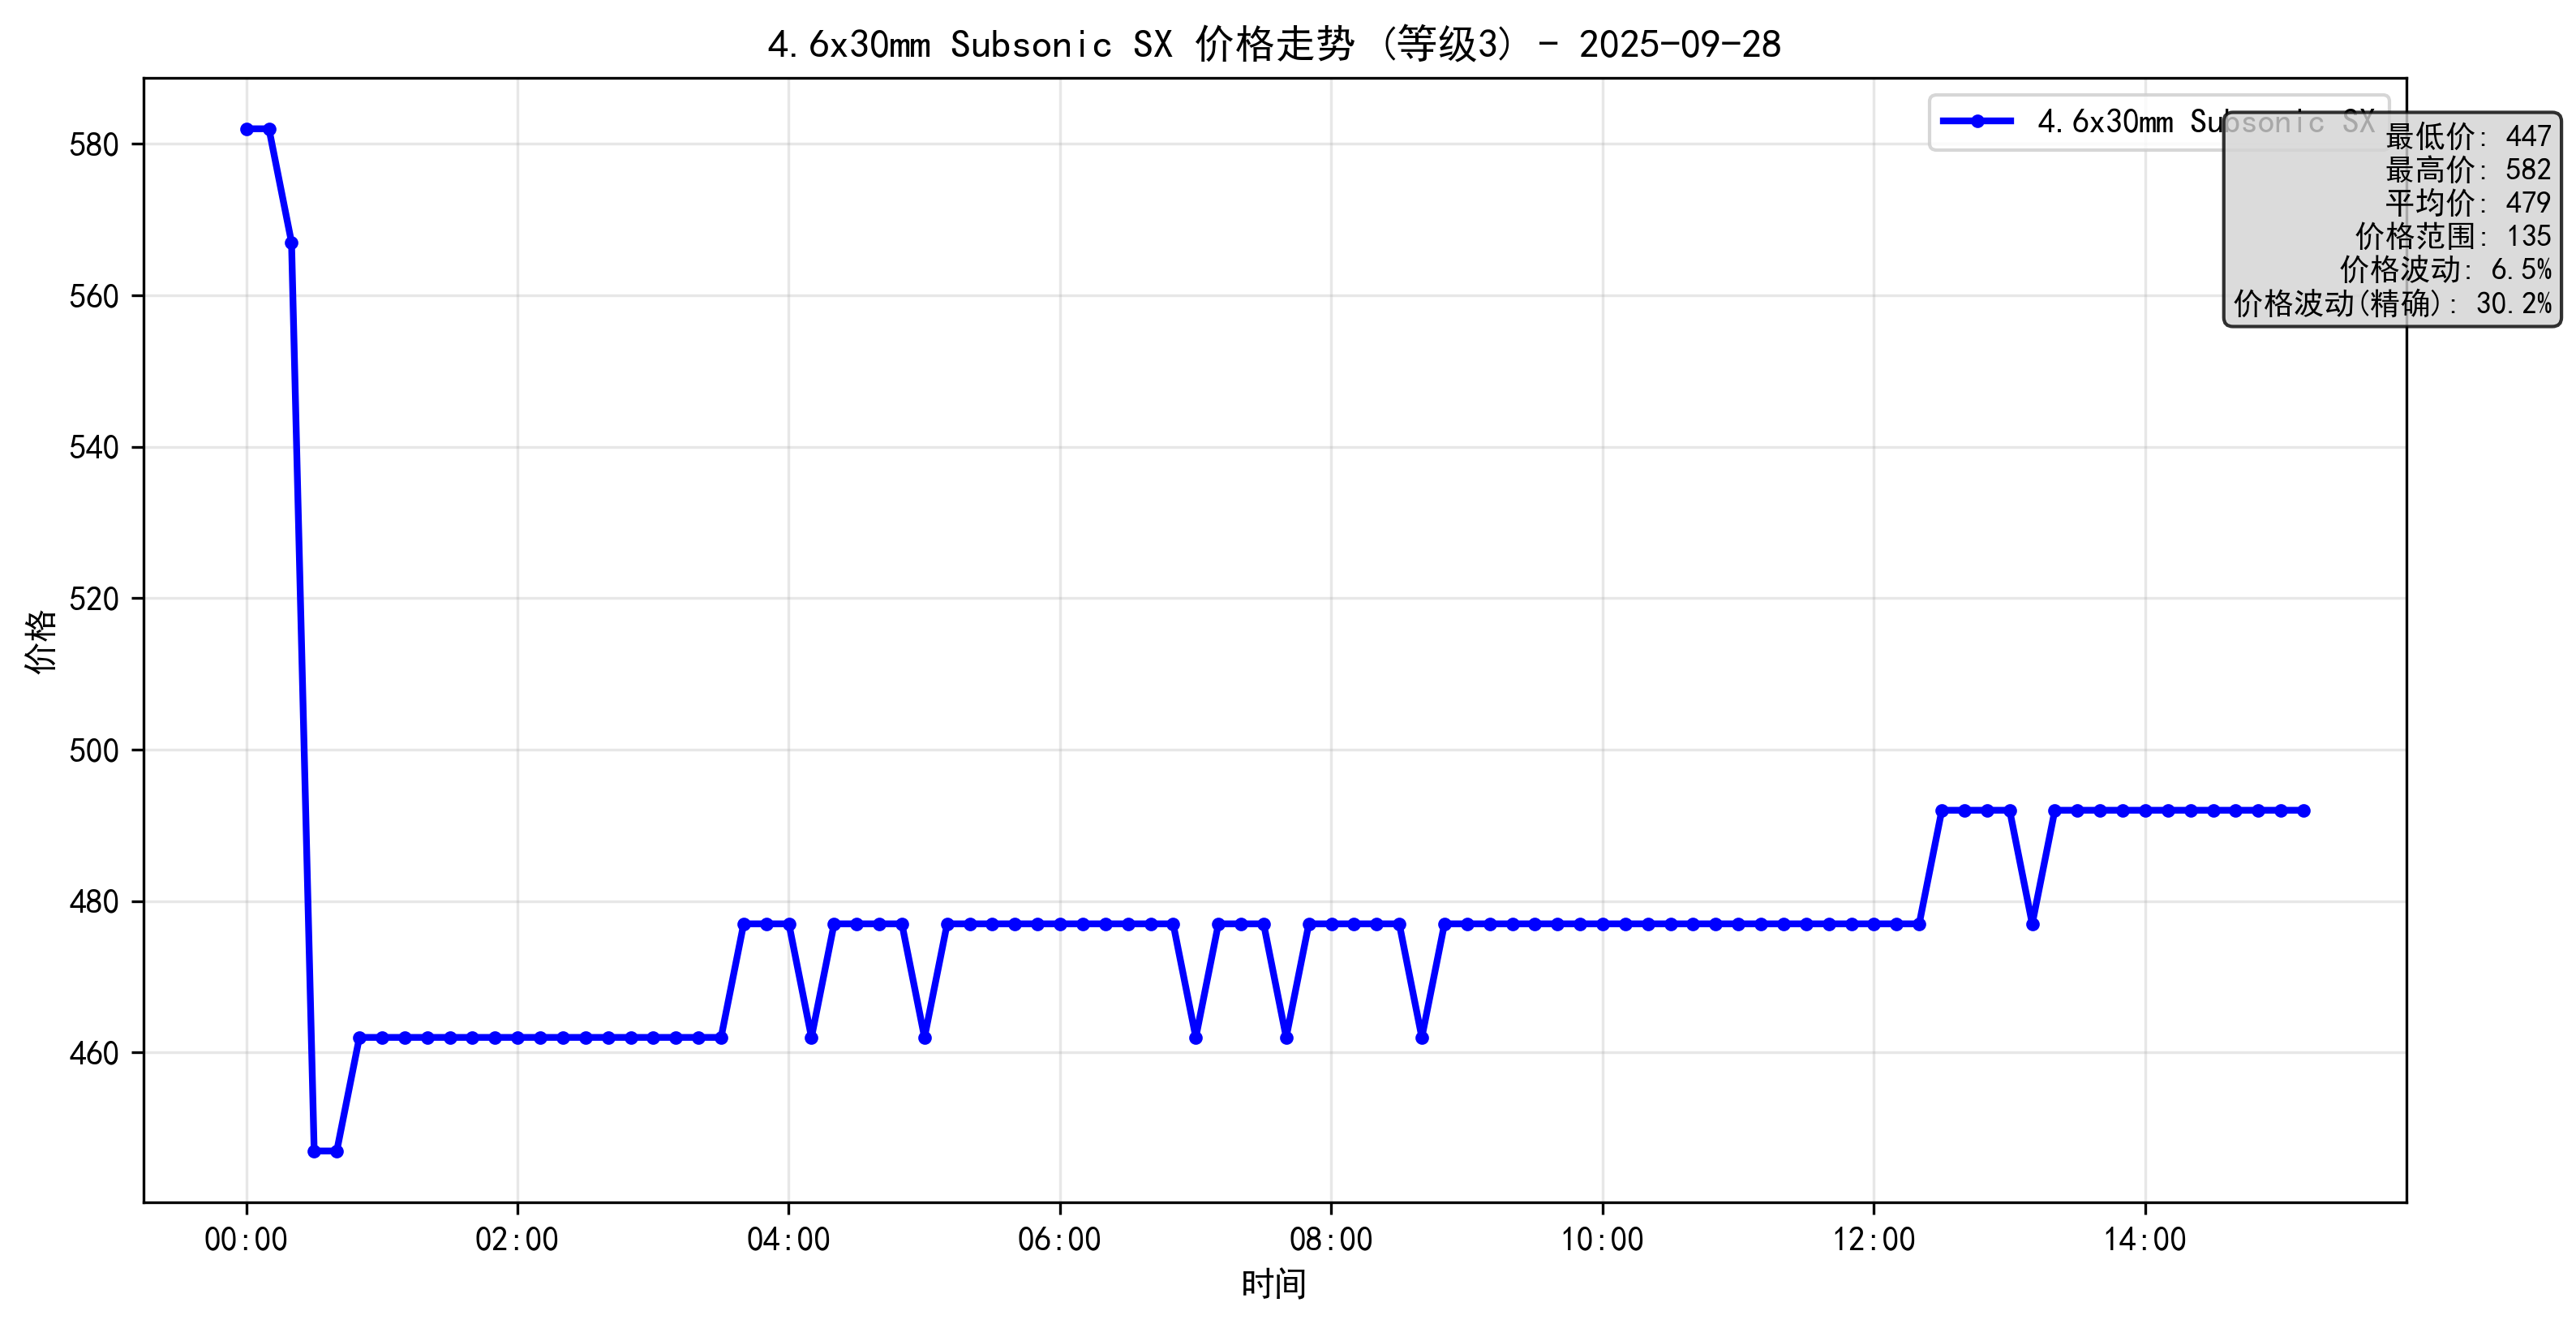 4.6x30mm Subsonic SX 价格走势 (等级3) - 2025-09-28
4.6x30mm Subsonic SX
最低价: 447
最高价: 582
平均价: 479
价格范围: 135
价格波动: 6.5%
价格波动(精确): 30.2%
价格
580
560
540
520
500
480
460
00:00
02:00
04:00
06:00
08:00
10:00
12:00
14:00
时间